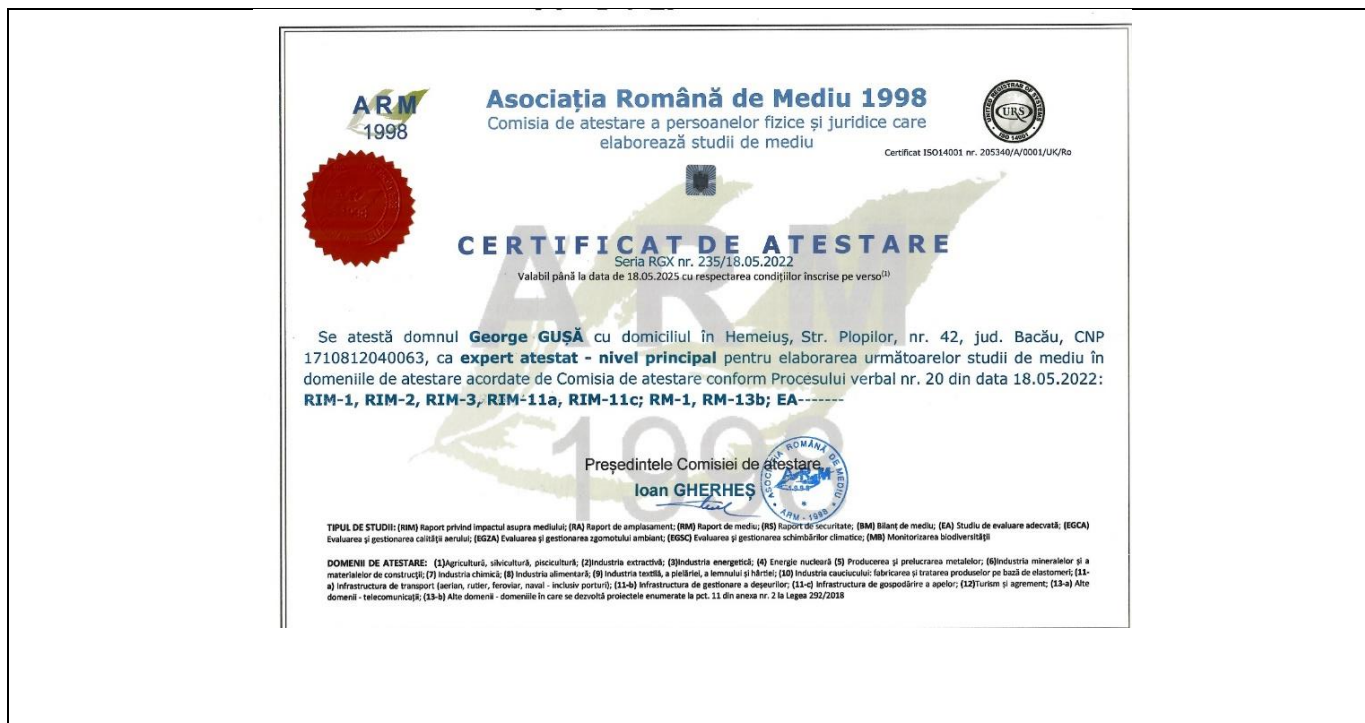 ARM
1998
Asociația Română de Mediu 1998
Comisia de atestare a persoanelor fizice și juridice care
elaborează studii de mediu
UNITED REGISTRAR OF SYSTEMS
URS
ISO 14001
Certificat ISO14001 nr. 205340/A/0001/UK/Ro
CERTIFICAT DE ATESTARE
Seria RGX nr. 235/18.05.2022
Valabil până la data de 18.05.2025 cu respectarea condițiilor înscrise pe verso(1)
Se atestă domnul George GUȘĂ cu domiciliul în Hemeiuș, Str. Plopilor, nr. 42, jud. Bacău, CNP
1710812040063, ca expert atestat - nivel principal pentru elaborarea următoarelor studii de mediu în
domeniile de atestare acordate de Comisia de atestare conform Procesului verbal nr. 20 din data 18.05.2022:
RIM-1, RIM-2, RIM-3, RIM-11a, RIM-11c; RM-1, RM-13b; EA-------
ARM
1998
Președintele Comisiei de atestare,
Ioan GHERHEȘ
ASOCIAȚIA ROMÂNĂ DE MEDIU
ARM
ARM - 1998
TIPUL DE STUDII: (RIM) Raport privind impactul asupra mediului; (RA) Raport de amplasament; (RM) Raport de mediu; (RS) Raport de securitate; (BM) Bilanț de mediu; (EA) Studiu de evaluare adecvată; (EGCA)
Evaluarea și gestionarea calității aerului; (EGZA) Evaluarea și gestionarea zgomotului ambiant; (EGSC) Evaluarea și gestionarea schimbărilor climatice; (MB) Monitorizarea biodiversității
DOMENII DE ATESTARE: (1)Agricultură, silvicultură, piscicultură; (2)Industria extractivă; (3)Industria energetică; (4) Energie nucleară (5) Producerea și prelucrarea metalelor; (6)Industria mineralelor și a
materialelor de construcții; (7) Industria chimică; (8) Industria alimentară; (9) Industria textilă, a pielăriei, a lemnului și hârtiei; (10) Industria cauciucului: fabricarea și tratarea produselor pe bază de elastomeri; (11-
a) Infrastructura de transport (aerian, rutier, feroviar, naval - inclusiv porturi); (11-b) Infrastructura de gestionare a deșeurilor; (11-c) Infrastructura de gospodărire a apelor; (12)Turism și agrement; (13-a) Alte
domenii - telecomunicații; (13-b) Alte domenii - domeniile în care se dezvoltă proiectele enumerate la pct. 11 din anexa nr. 2 la Legea 292/2018